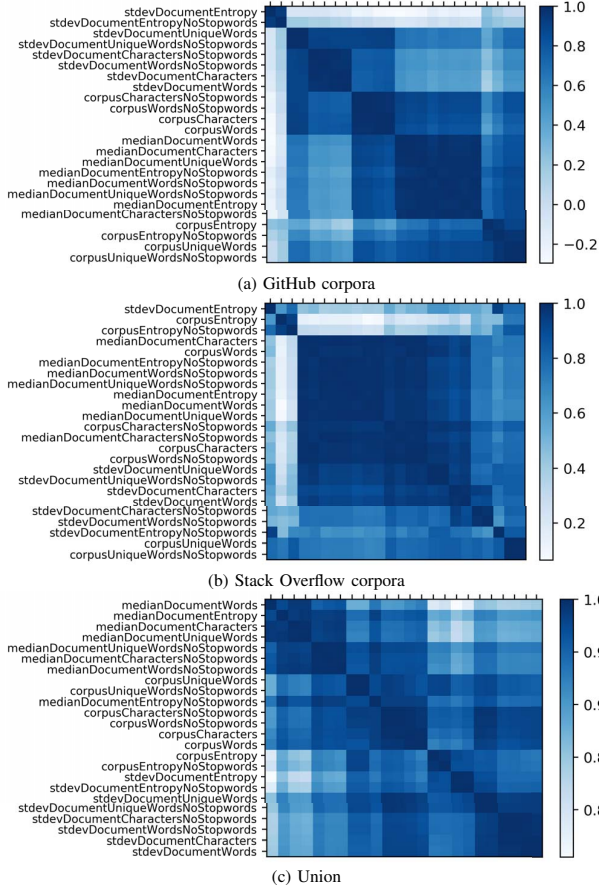 stdevDocumentEntropy
stdevDocumentEntropyNoStopwords
stdevDocumentUniqueWords
stdevDocumentUniqueWordsNoStopwords
stdevDocumentCharactersNoStopwords
stdevDocumentWordsNoStopwords
stdevDocumentCharacters
stdevDocumentWords
corpusCharactersNoStopwords
corpusWordsNoStopwords
corpusCharacters
corpusWords
medianDocumentWords
medianDocumentCharacters
medianDocumentUniqueWords
medianDocumentEntropyNoStopwords
medianDocumentWordsNoStopwords
medianDocumentUniqueWordsNoStopwords
medianDocumentEntropy
medianDocumentCharactersNoStopwords
corpusEntropy
corpusEntropyNoStopwords
corpusUniqueWords
corpusUniqueWordsNoStopwords
1.0
0.8
0.6
0.4
0.2
0.0
−0.2
(a) GitHub corpora
stdevDocumentEntropy
corpusEntropy
corpusEntropyNoStopwords
medianDocumentCharacters
corpusWords
medianDocumentEntropyNoStopwords
medianDocumentWordsNoStopwords
medianDocumentUniqueWordsNoStopwords
medianDocumentEntropy
medianDocumentWords
medianDocumentUniqueWords
corpusCharactersNoStopwords
medianDocumentCharactersNoStopwords
corpusCharacters
corpusWordsNoStopwords
stdevDocumentUniqueWords
stdevDocumentUniqueWordsNoStopwords
stdevDocumentCharacters
stdevDocumentWords
stdevDocumentCharactersNoStopwords
stdevDocumentWordsNoStopwords
stdevDocumentEntropyNoStopwords
corpusUniqueWords
corpusUniqueWordsNoStopwords
1.0
0.8
0.6
0.4
0.2
(b) Stack Overflow corpora
medianDocumentWords
medianDocumentEntropy
medianDocumentCharacters
medianDocumentUniqueWords
medianDocumentUniqueWordsNoStopwords
medianDocumentCharactersNoStopwords
medianDocumentWordsNoStopwords
corpusUniqueWords
corpusUniqueWordsNoStopwords
medianDocumentEntropyNoStopwords
corpusCharactersNoStopwords
corpusWordsNoStopwords
corpusCharacters
corpusWords
corpusEntropy
corpusEntropyNoStopwords
stdevDocumentEntropy
stdevDocumentEntropyNoStopwords
stdevDocumentUniqueWords
stdevDocumentUniqueWordsNoStopwords
stdevDocumentCharactersNoStopwords
stdevDocumentWordsNoStopwords
stdevDocumentCharacters
stdevDocumentWords
(c) Union